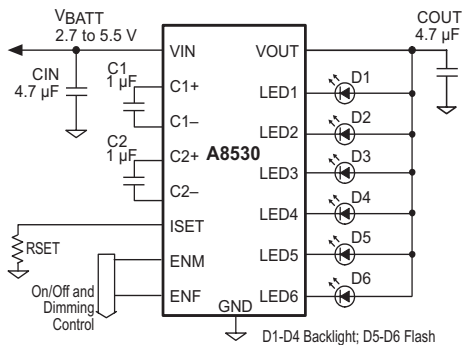 VBATT
2.7 to 5.5 V
COUT
4.7 µF
CIN
4.7 µF
C1
1 µF
C2
1 µF
VIN
C1+
C1–
C2+
C2–
ISET
ENM
ENF
GND
A8530
VOUT
LED1
LED2
LED3
LED4
LED5
LED6
D1
D2
D3
D4
D5
D6
RSET
On/Off and
Dimming
Control
D1-D4 Backlight; D5-D6 Flash